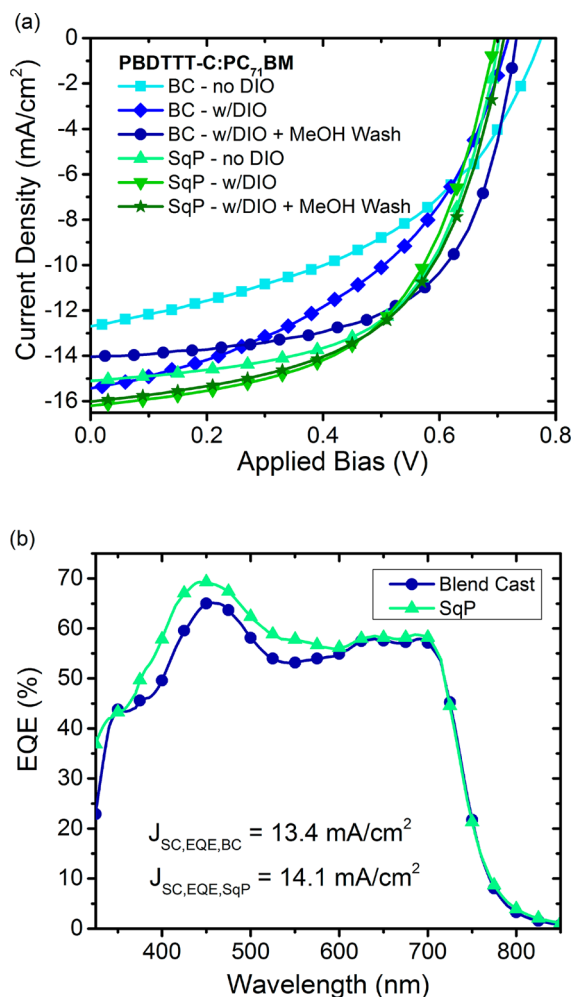 (a)
PBDTTT-C:PC71BM
BC - no DIO
BC - w/DIO
BC - w/DIO + MeOH Wash
SqP - no DIO
SqP - w/DIO
SqP - w/DIO + MeOH Wash
Current Density (mA/cm²)
0
-2
-4
-6
-8
-10
-12
-14
-16
0.0 0.2 0.4 0.6 0.8
Applied Bias (V)
(b)
Blend Cast
SqP
EQE (%)
70
60
50
40
30
20
10
0
J_SC,EQE,BC = 13.4 mA/cm²
J_SC,EQE,SqP = 14.1 mA/cm²
400 500 600 700 800
Wavelength (nm)